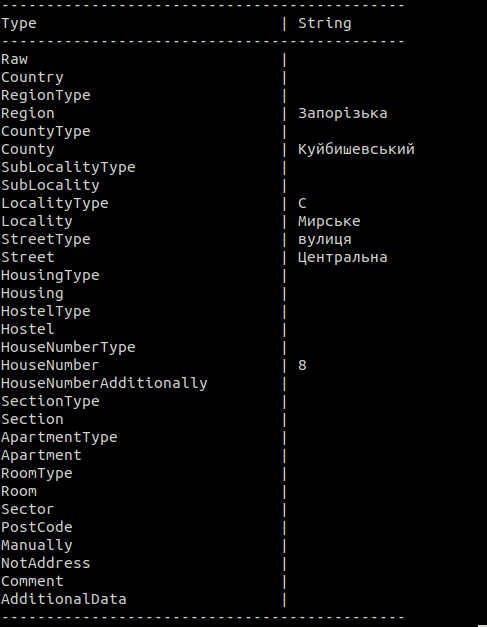 ---------------------------------------------
Type | String
---------------------------------------------
Raw |
Country |
RegionType |
Region | Запорізька
CountyType |
County | Куйбишевський
SubLocalityType |
SubLocality |
LocalityType | С
Locality | Мирське
StreetType | вулиця
Street | Центральна
HousingType |
Housing |
HostelType |
Hostel |
HouseNumberType |
HouseNumber | 8
HouseNumberAdditionally |
SectionType |
Section |
ApartmentType |
Apartment |
RoomType |
Room |
Sector |
PostCode |
Manually |
NotAddress |
Comment |
AdditionalData |
---------------------------------------------